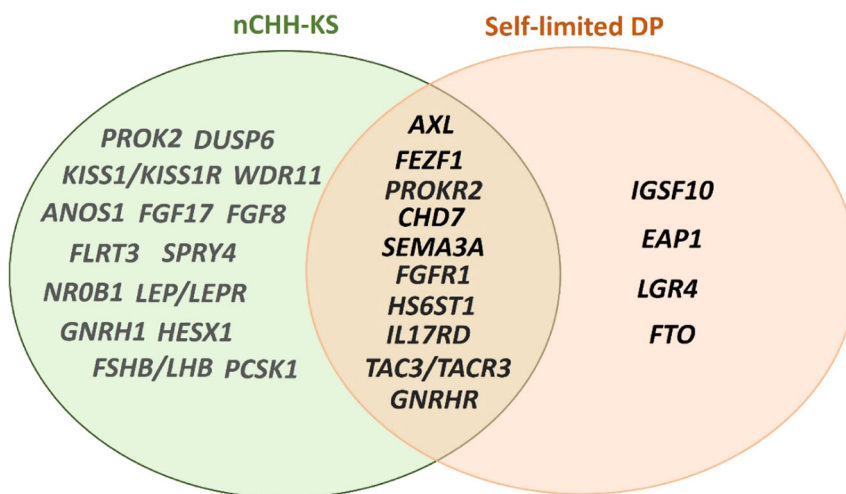 nCHH-KS
Self-limited DP
PROK2 DUSP6
KISS1/KISS1R WDR11
ANOS1 FGF17 FGF8
FLRT3 SPRY4
NR0B1 LEP/LEPR
GNRH1 HESX1
FSHB/LHB PCSK1
AXL
FEZF1
PROKR2
CHD7
SEMA3A
FGFR1
HS6ST1
IL17RD
TAC3/TACR3
GNRHR
IGSF10
EAP1
LGR4
FTO